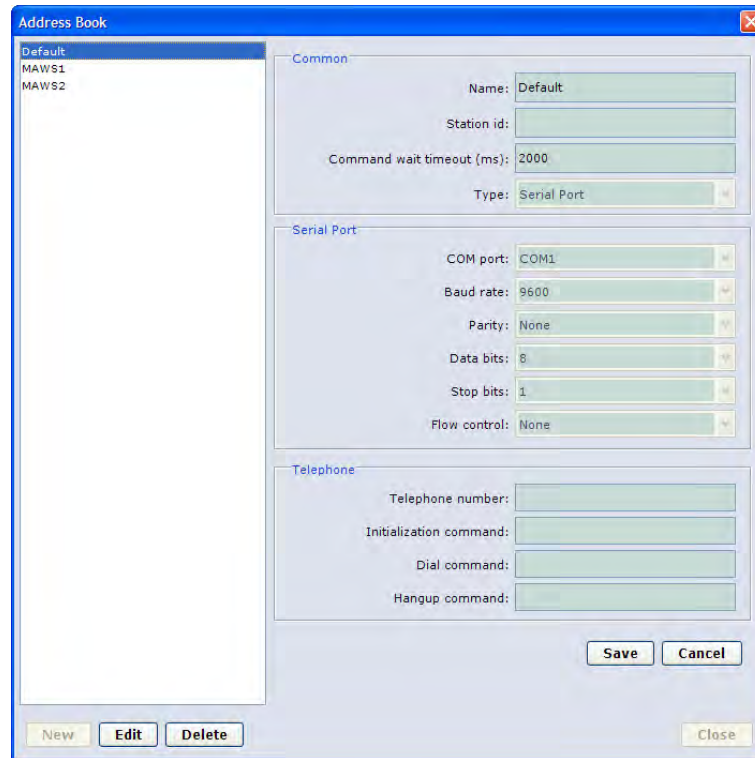 Address Book
Default
MAWS1
MAWS2
Common
Name: Default
Station id:
Command wait timeout (ms): 2000
Type: Serial Port
Serial Port
COM port: COM1
Baud rate: 9600
Parity: None
Data bits: 8
Stop bits: 1
Flow control: None
Telephone
Telephone number:
Initialization command:
Dial command:
Hangup command:
Save Cancel
New Edit Delete Close